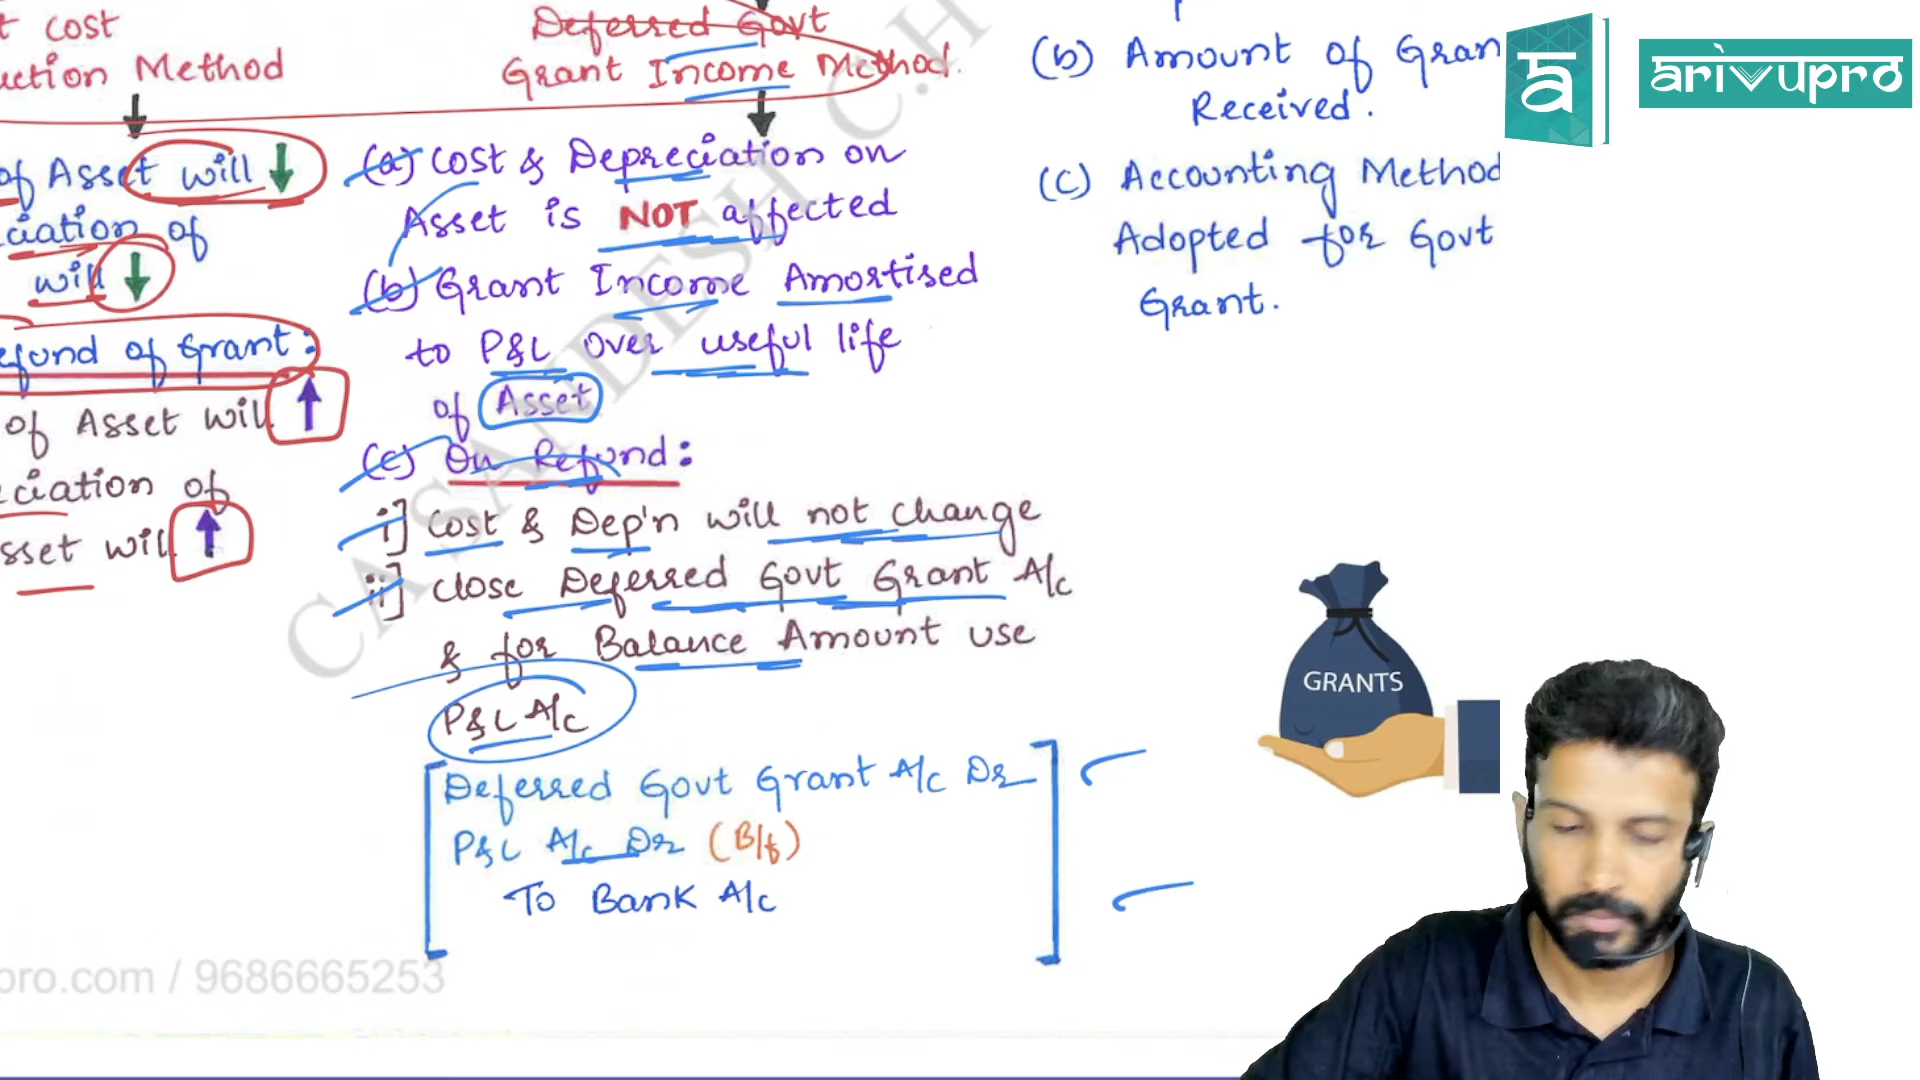 t cost
uction Method
of Asset will ↓
ciation of
will ↓
efund of Grant:
of Asset will ↑
ciation of
sset will ↑
Deferred Govt
Grant Income Method.
(a) Cost & Depreciation on
Asset is NOT affected
(b) Grant Income Amortised
to P&L over useful life
of Asset
(c) On Refund:
i] Cost & Dep'n will not change
ii] close Deferred Govt Grant A/c
& for Balance Amount use
P&L A/c
Deferred Govt Grant A/c Dr
P&L A/c Dr (B/f)
To Bank A/c
(b) Amount of Gran
Received.
(c) Accounting Method
Adopted for Govt
Grant.
GRANTS
a
arivupro
CA SANDESH C.H
pro.com / 9686665253